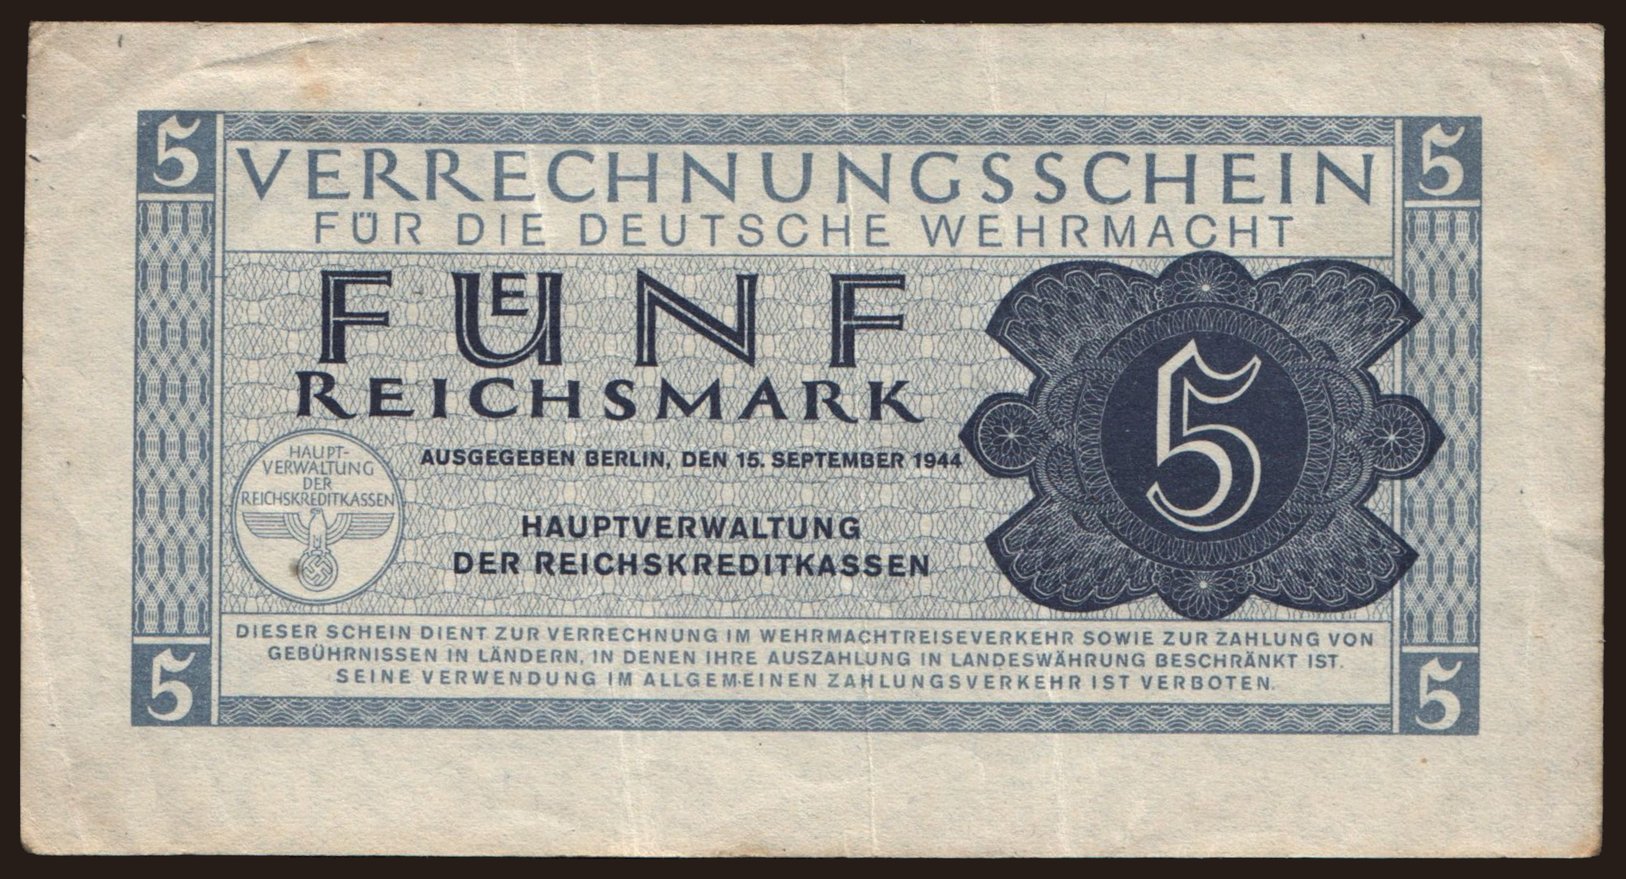 5 5
VERRECHNUNGSSCHEIN
FÜR DIE DEUTSCHE WEHRMACHT
FUENF
REICHSMARK
5
AUSGEGEBEN BERLIN, DEN 15. SEPTEMBER 1944
HAUPT-
VERWALTUNG
DER
REICHSKREDITKASSEN
HAUPTVERWALTUNG
DER REICHSKREDITKASSEN
DIESER SCHEIN DIENT ZUR VERRECHNUNG IM WEHRMACHTREISEVERKEHR SOWIE ZUR ZAHLUNG VON
GEBÜHRNISSEN IN LÄNDERN, IN DENEN IHRE AUSZAHLUNG IN LANDESWÄHRUNG BESCHRÄNKT IST.
SEINE VERWENDUNG IM ALLGEMEINEN ZAHLUNGSVERKEHR IST VERBOTEN.
5 5